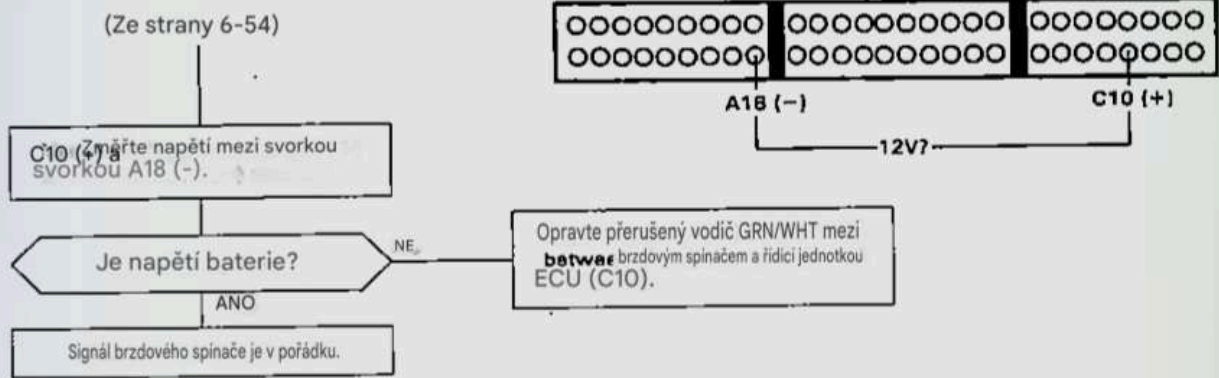 (Ze strany 6-54)
A18 (-)
C10 (+)
12V?
C10 (+) a Změřte napětí mezi svorkou
svorkou A18 (-).
Je napětí baterie?
NE
Opravte přerušený vodič GRN/WHT mezi
betwee brzdovým spínačem a řídicí jednotkou
ECU (C10).
ANO
Signál brzdového spínače je v pořádku.